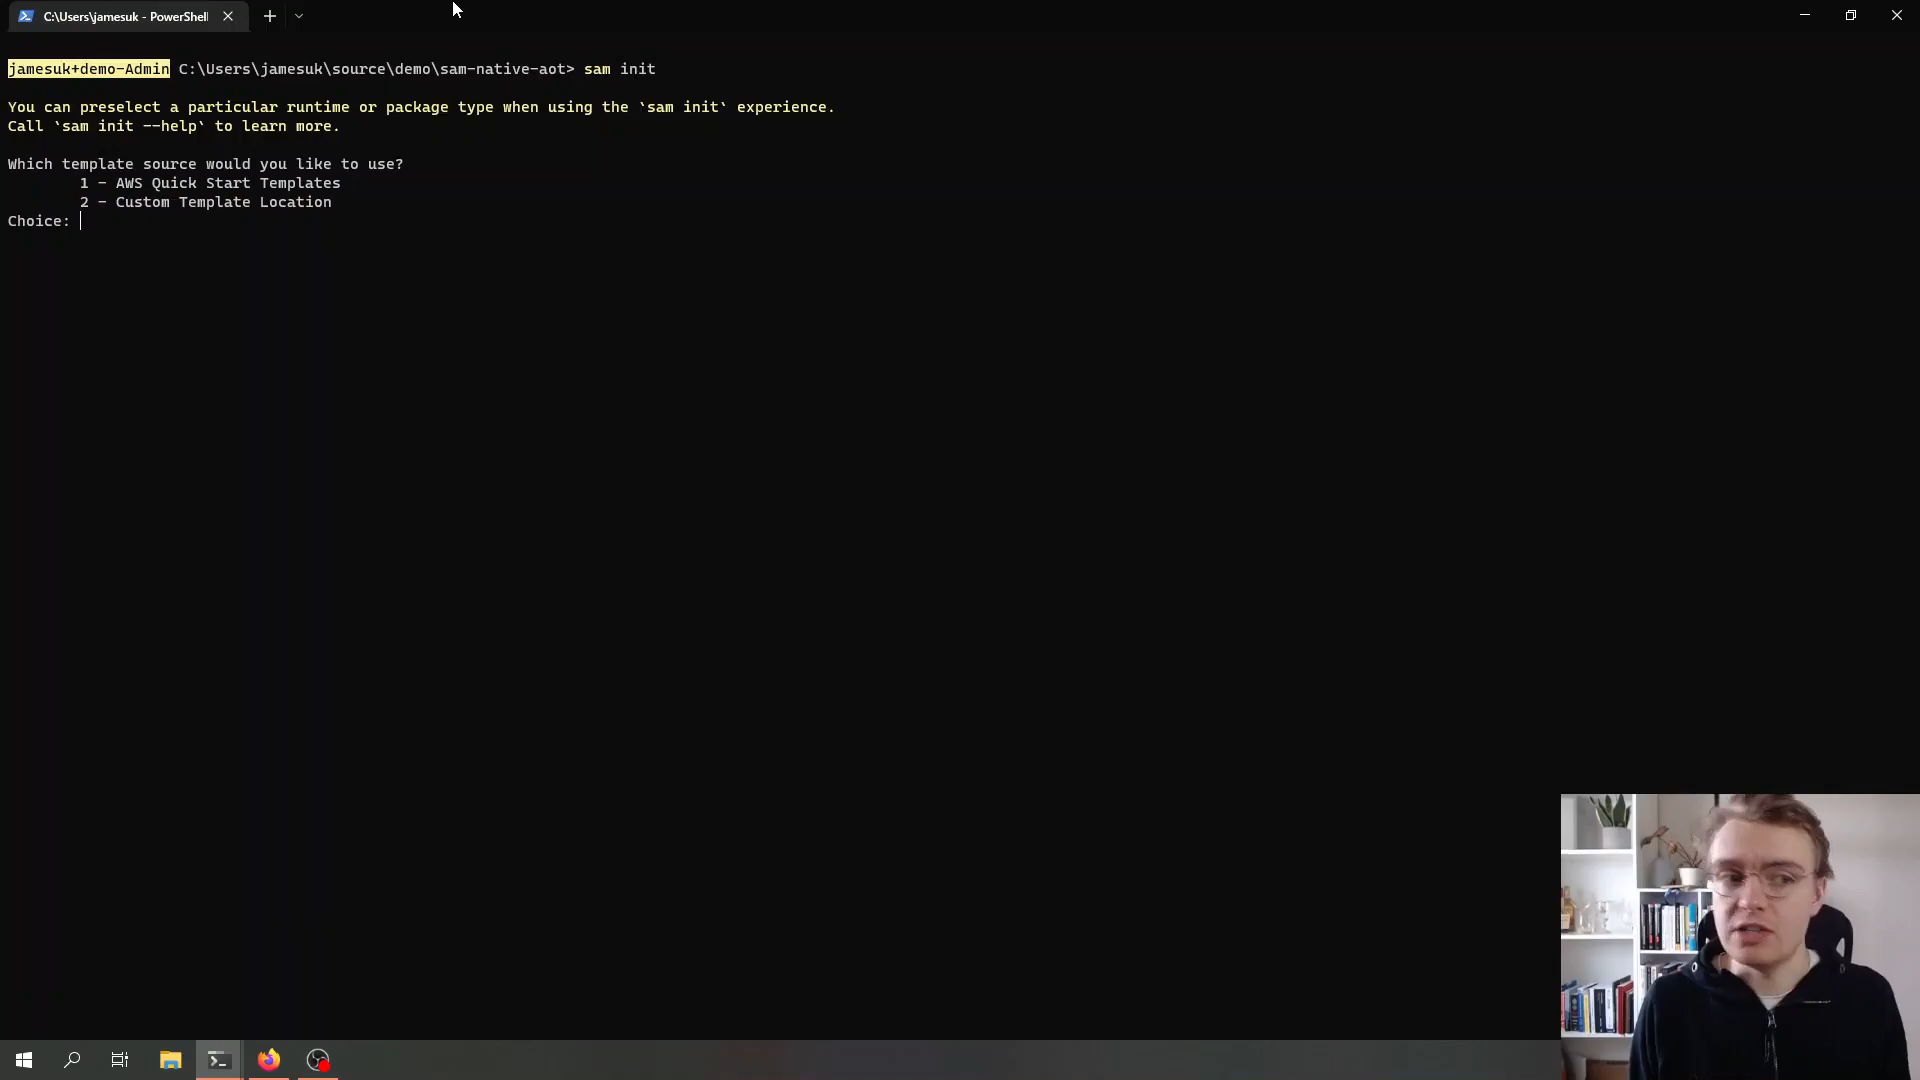 C:\Users\jamesuk - PowerShell
jamesuk+demo-Admin C:\Users\jamesuk\source\demo\sam-native-aot> sam init
You can preselect a particular runtime or package type when using the `sam init` experience.
Call `sam init --help` to learn more.
Which template source would you like to use?
1 - AWS Quick Start Templates
2 - Custom Template Location
Choice: